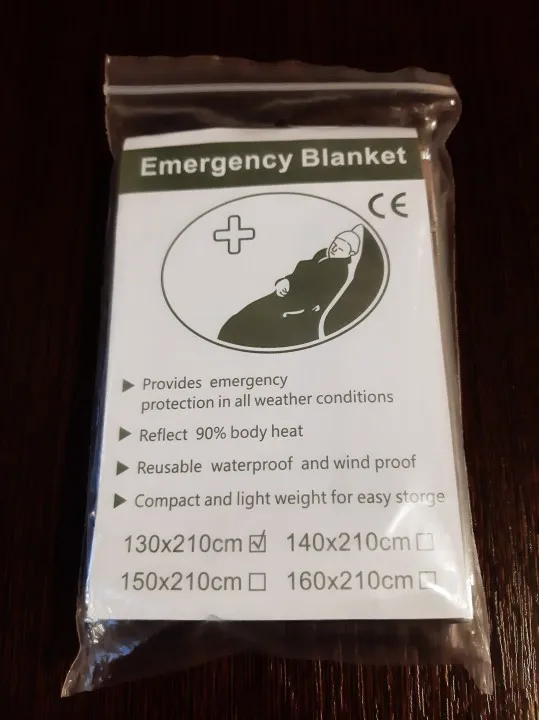 Emergency Blanket
CE
▶ Provides emergency
protection in all weather conditions
▶ Reflect 90% body heat
▶ Reusable waterproof and wind proof
▶ Compact and light weight for easy storge
130x210cm ☑ 140x210cm ☐
150x210cm ☐ 160x210cm ☐